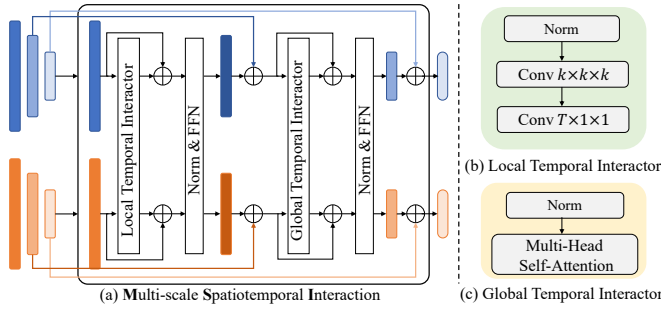 Local Temporal Interactor
Norm & FFN
Global Temporal Interactor
Norm & FFN
(a) Multi-scale Spatiotemporal Interaction
Norm
Conv k×k×k
Conv T×1×1
(b) Local Temporal Interactor
Norm
Multi-Head
Self-Attention
(c) Global Temporal Interactor